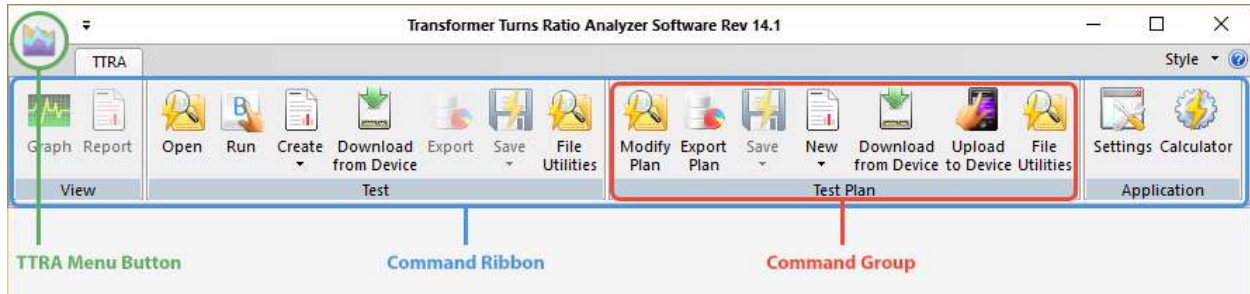 Transformer Turns Ratio Analyzer Software Rev 14.1
TTRA
Style
Graph Report
Open Run Create Download from Device Export Save File Utilities
Modify Plan Export Plan Save New Download from Device Upload to Device File Utilities
Settings Calculator
View
Test
Test Plan
Application
TTRA Menu Button
Command Ribbon
Command Group